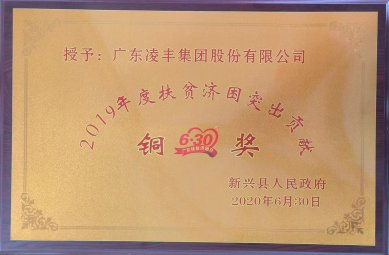 授予：广东凌丰集团股份有限公司
2019年度扶贫济困突出贡献
铜 6·30 奖
新兴县人民政府
2020年6月30日